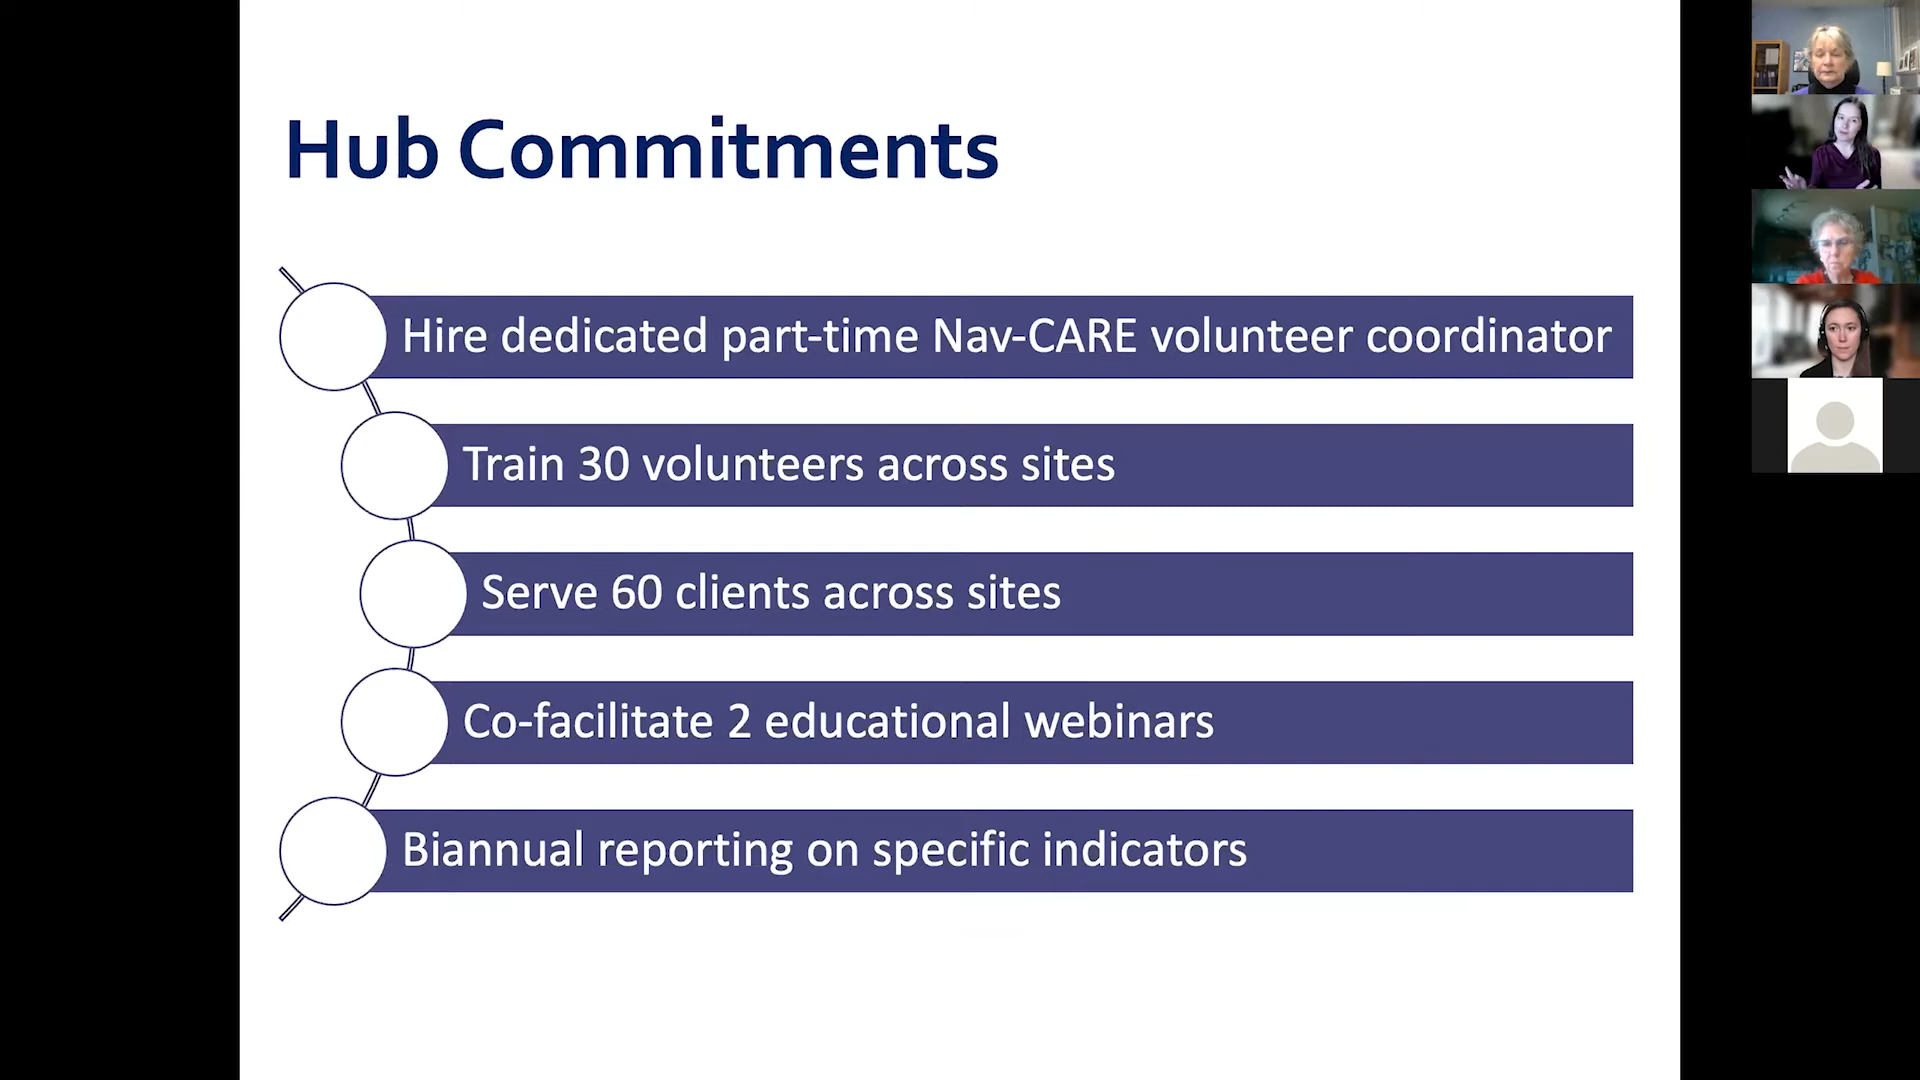 Hub Commitments
Hire dedicated part-time Nav-CARE volunteer coordinator
Train 30 volunteers across sites
Serve 60 clients across sites
Co-facilitate 2 educational webinars
Biannual reporting on specific indicators